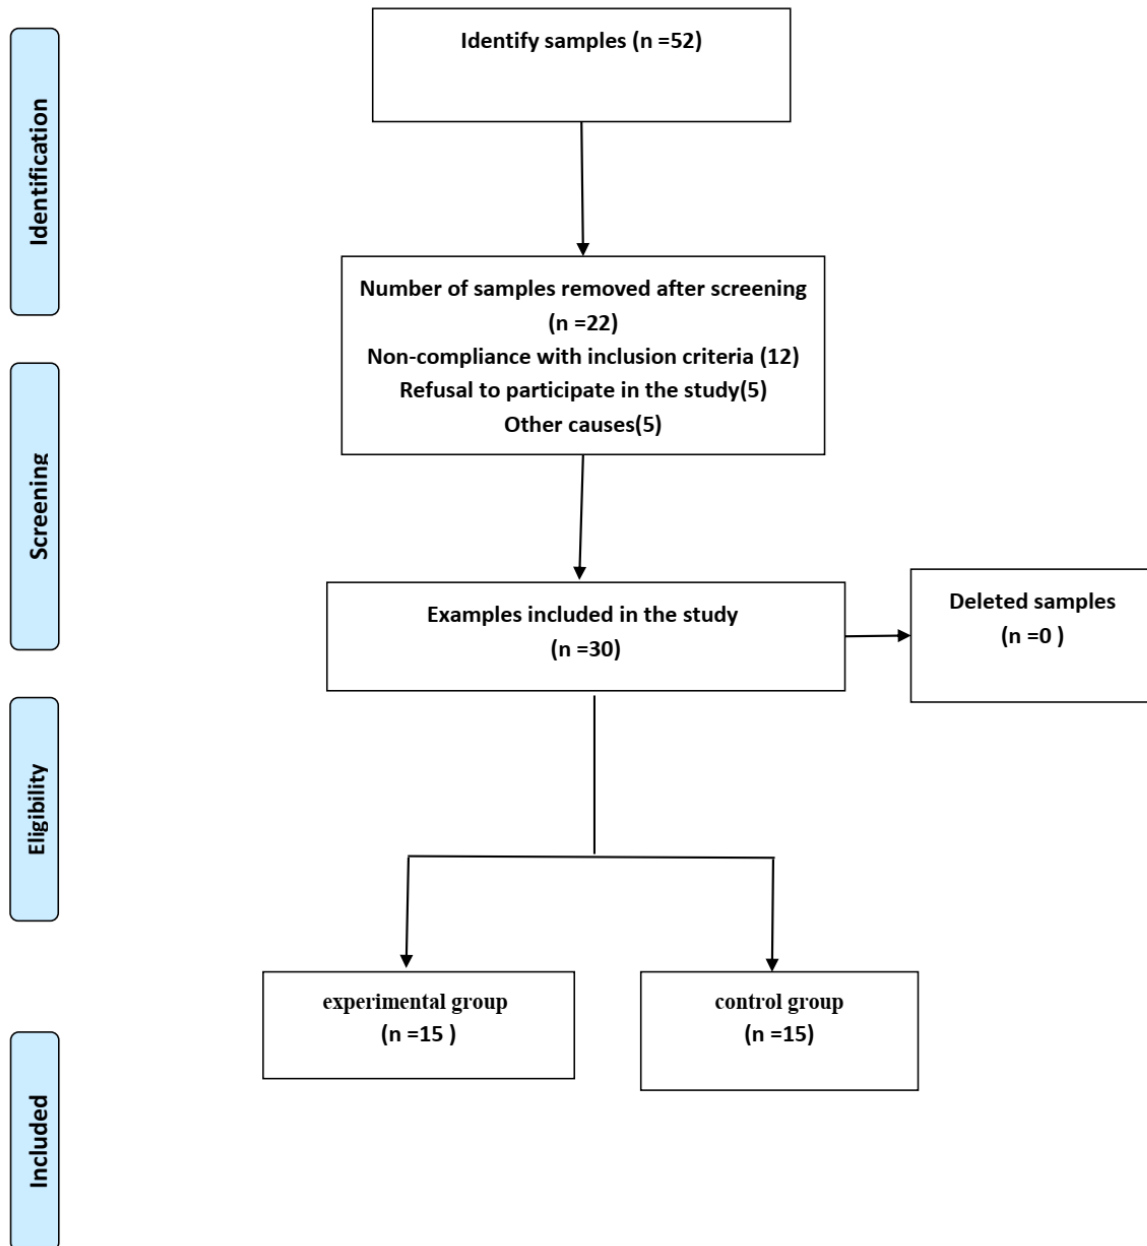 Identification
Identify samples (n =52)
Number of samples removed after screening
(n =22)
Non-compliance with inclusion criteria (12)
Refusal to participate in the study(5)
Other causes(5)
Screening
Examples included in the study
(n =30)
Deleted samples
(n =0 )
Eligibility
experimental group
(n =15 )
control group
(n =15)
Included